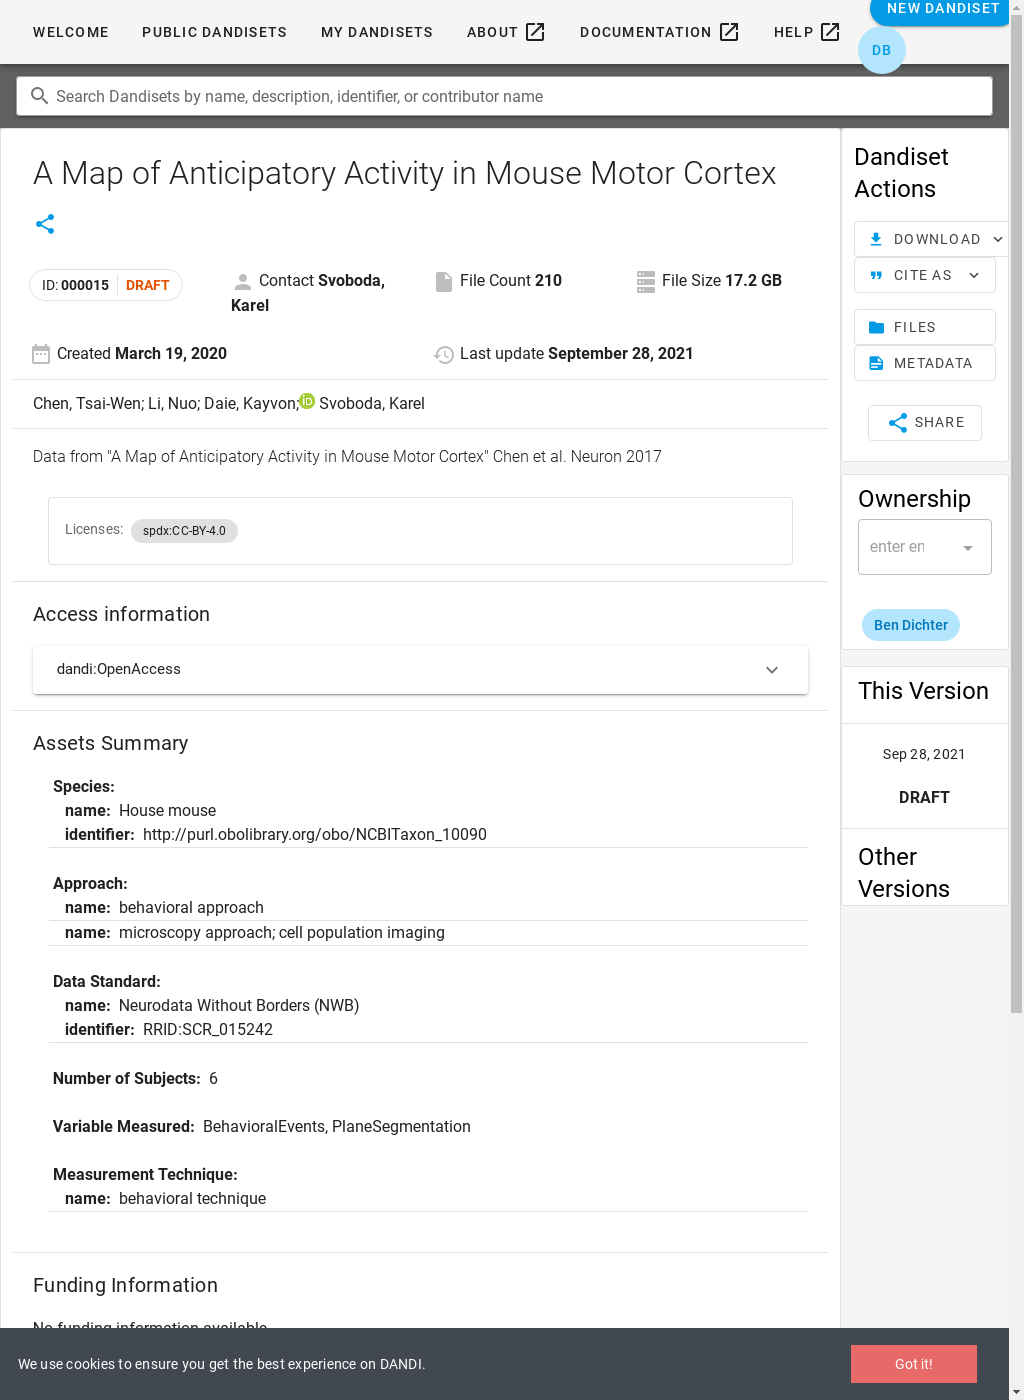 WELCOME PUBLIC DANDISETS MY DANDISETS ABOUT DOCUMENTATION HELP NEW DANDISET
DB
Search Dandisets by name, description, identifier, or contributor name
A Map of Anticipatory Activity in Mouse Motor Cortex
ID: 000015 DRAFT
Contact Svoboda,
Karel
File Count 210
File Size 17.2 GB
Created March 19, 2020
Last update September 28, 2021
Chen, Tsai-Wen; Li, Nuo; Daie, Kayvon; iD Svoboda, Karel
Data from "A Map of Anticipatory Activity in Mouse Motor Cortex" Chen et al. Neuron 2017
Licenses: spdx:CC-BY-4.0
Access information
dandi:OpenAccess
Assets Summary
Species:
name: House mouse
identifier: http://purl.obolibrary.org/obo/NCBITaxon_10090
Approach:
name: behavioral approach
name: microscopy approach; cell population imaging
Data Standard:
name: Neurodata Without Borders (NWB)
identifier: RRID:SCR_015242
Number of Subjects: 6
Variable Measured: BehavioralEvents, PlaneSegmentation
Measurement Technique:
name: behavioral technique
Funding Information
No funding information available
Dandiset
Actions
DOWNLOAD
CITE AS
FILES
METADATA
SHARE
Ownership
enter en
Ben Dichter
This Version
Sep 28, 2021
DRAFT
Other
Versions
We use cookies to ensure you get the best experience on DANDI.
Got it!